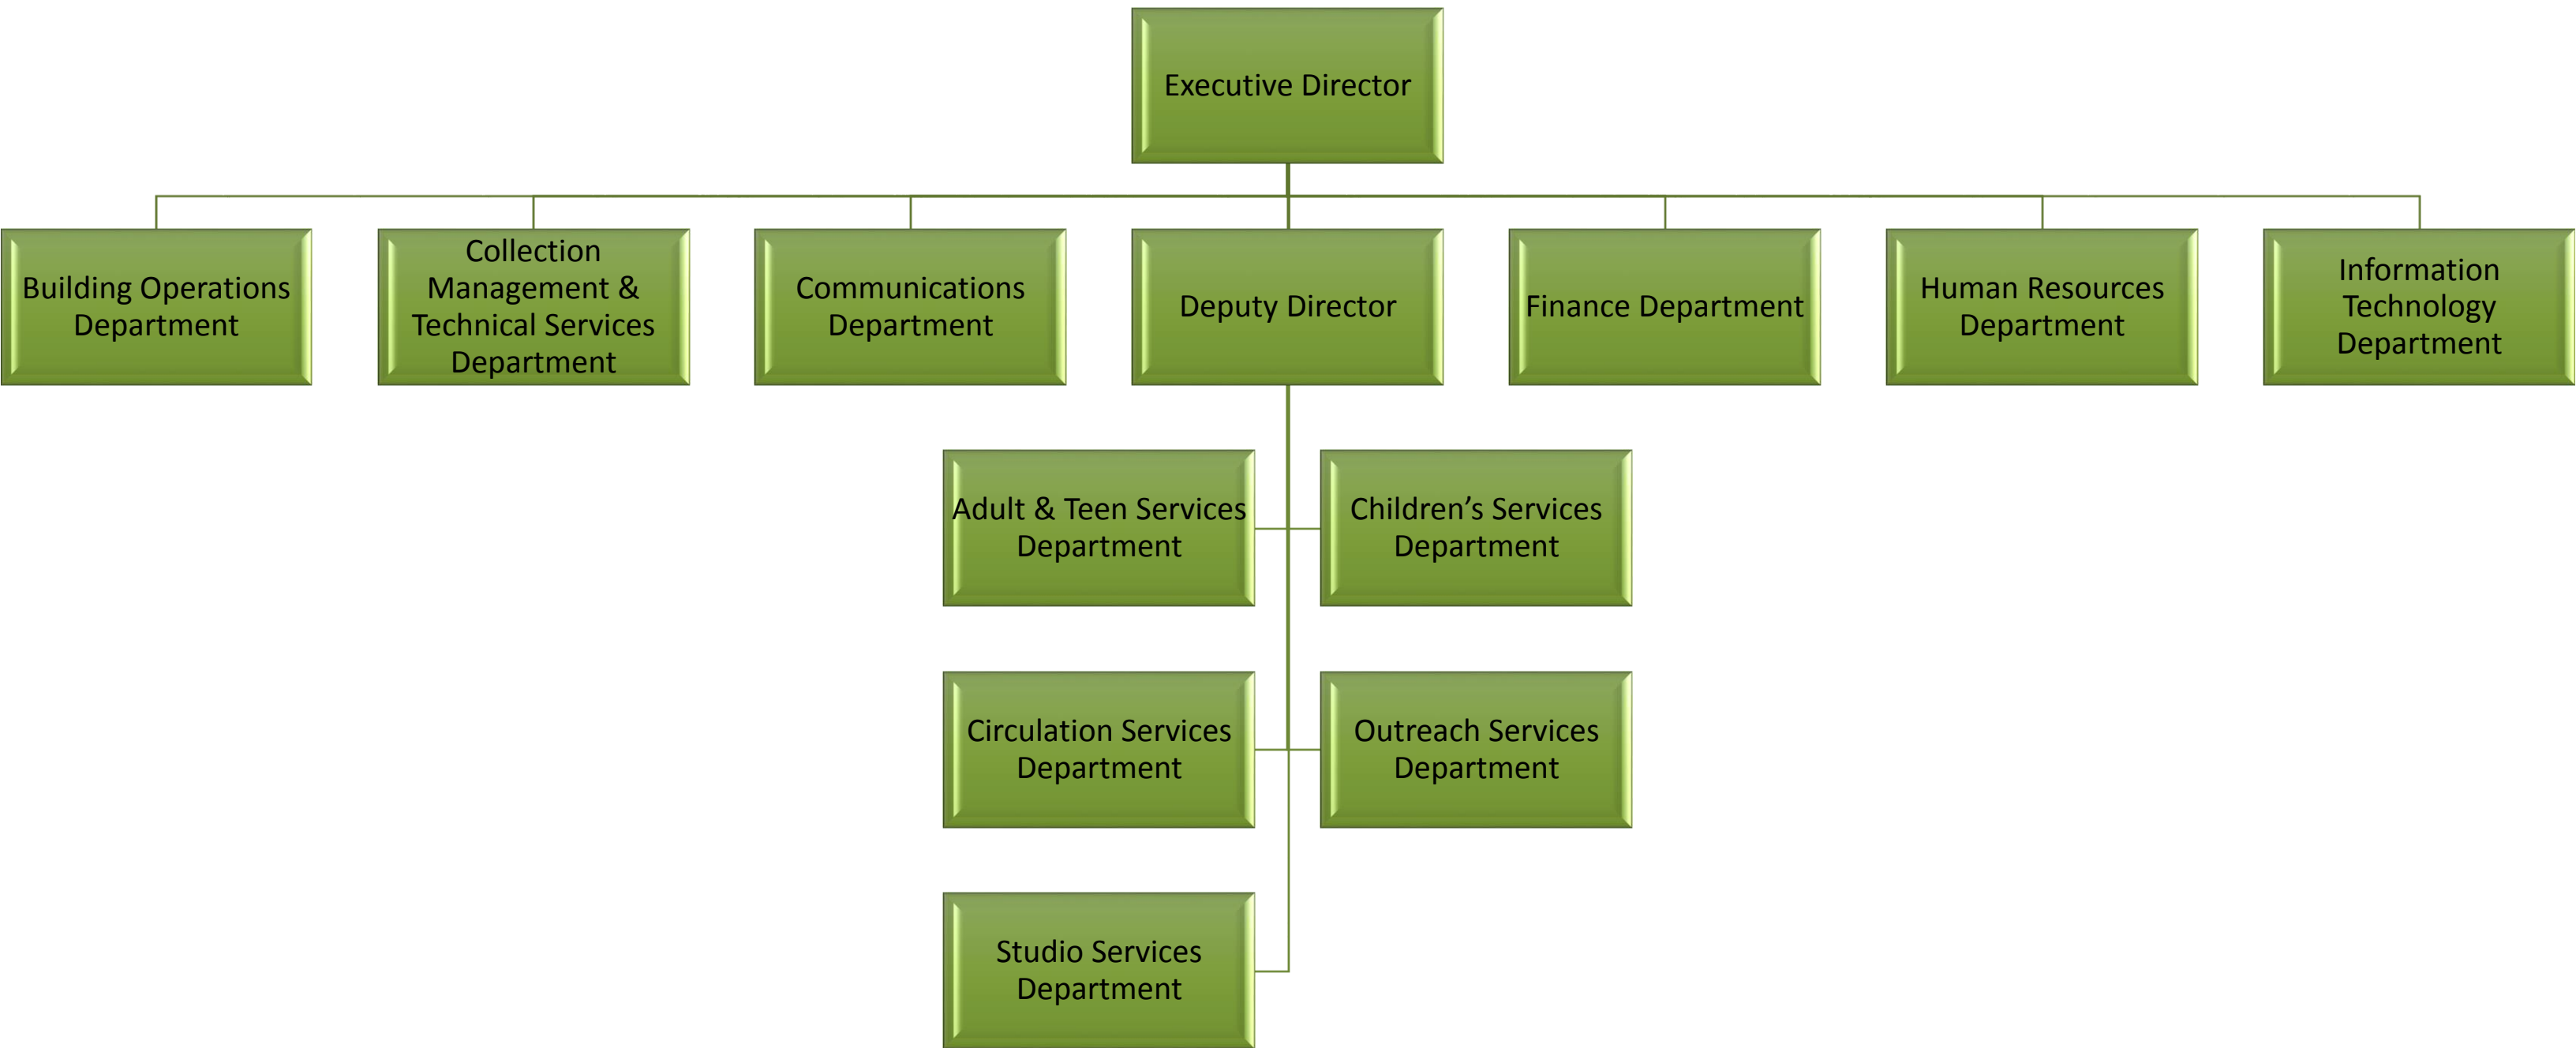 Executive Director
Building Operations
Department
Collection
Management &
Technical Services
Department
Communications
Department
Deputy Director
Finance Department
Human Resources
Department
Information
Technology
Department
Adult & Teen Services
Department
Children’s Services
Department
Circulation Services
Department
Outreach Services
Department
Studio Services
Department